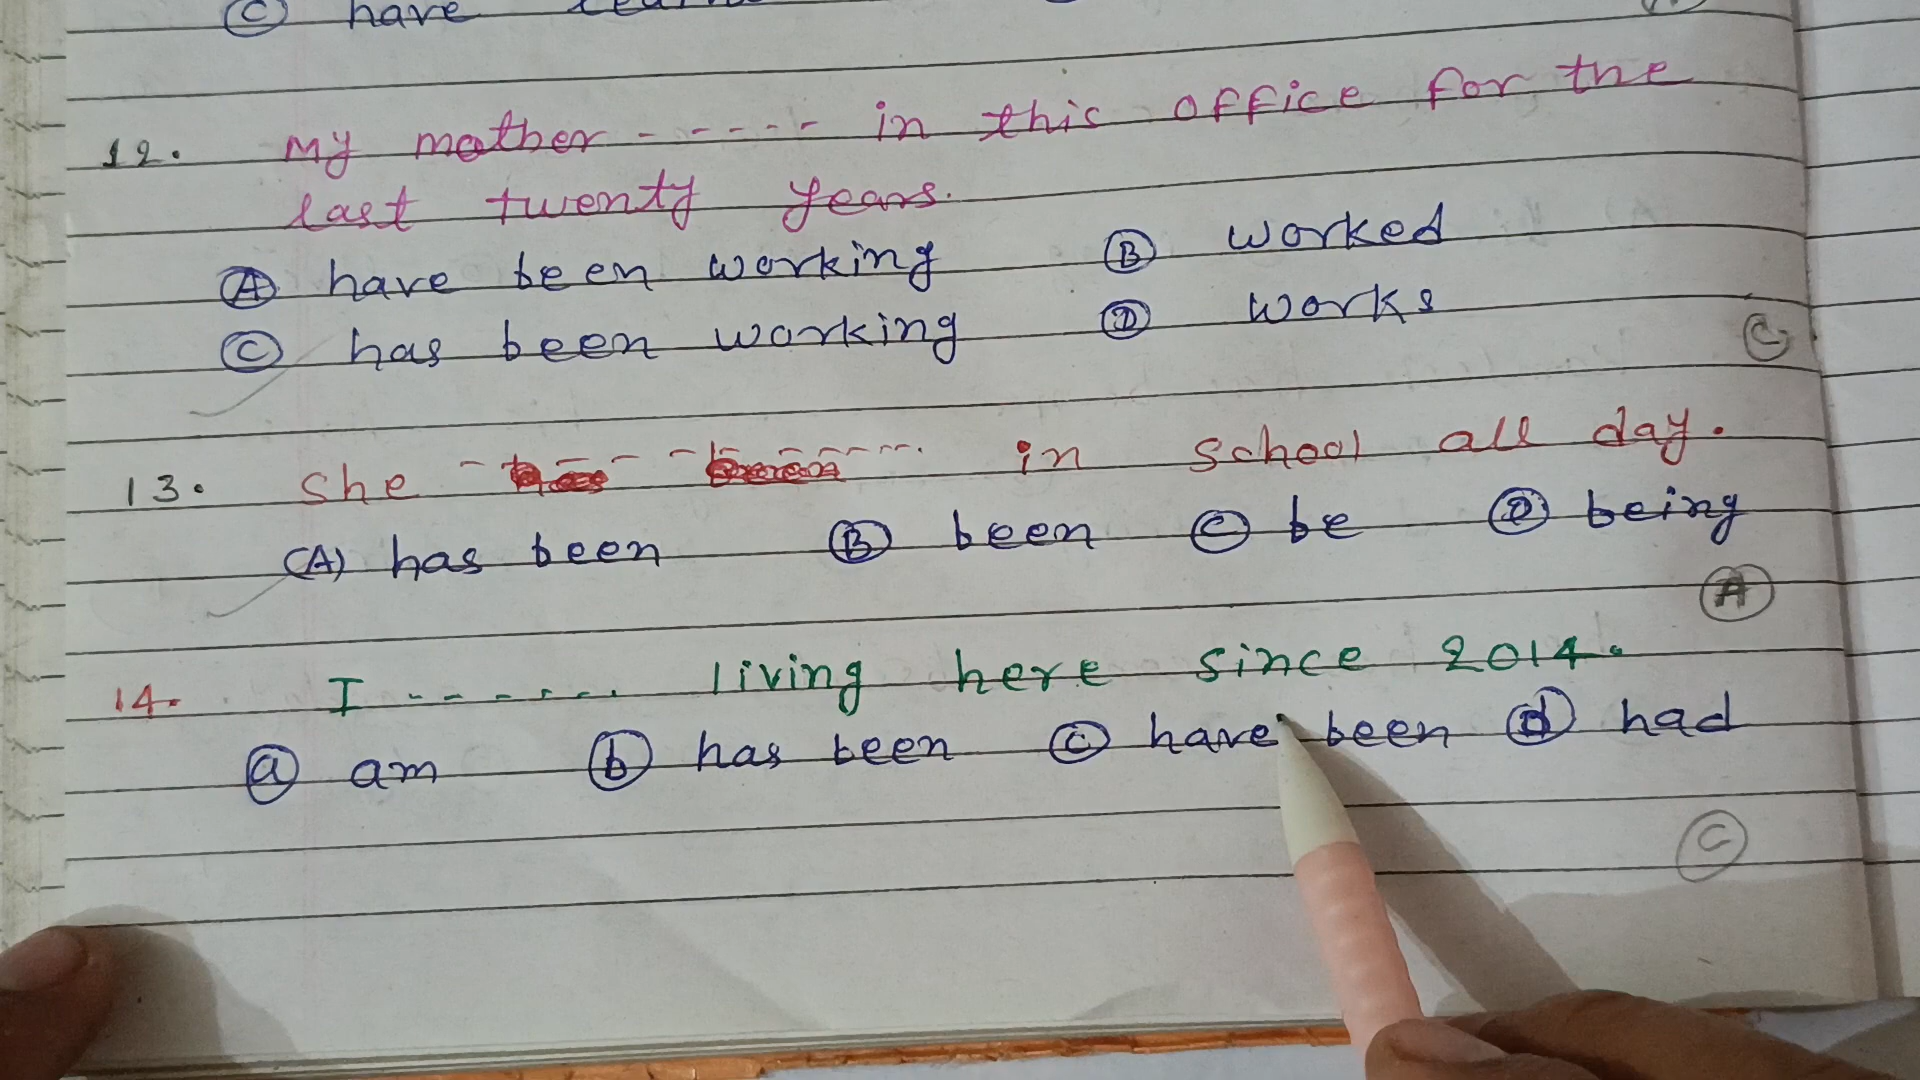 C have
12. My mother ------ in this office for the
last twenty years.
A have been working B worked
C has been working D works
C
13. She ---------- in school all day.
(A) has been B been C be D being
A
14. I ------- living here since 2014.
a am b has been c have been d had
C